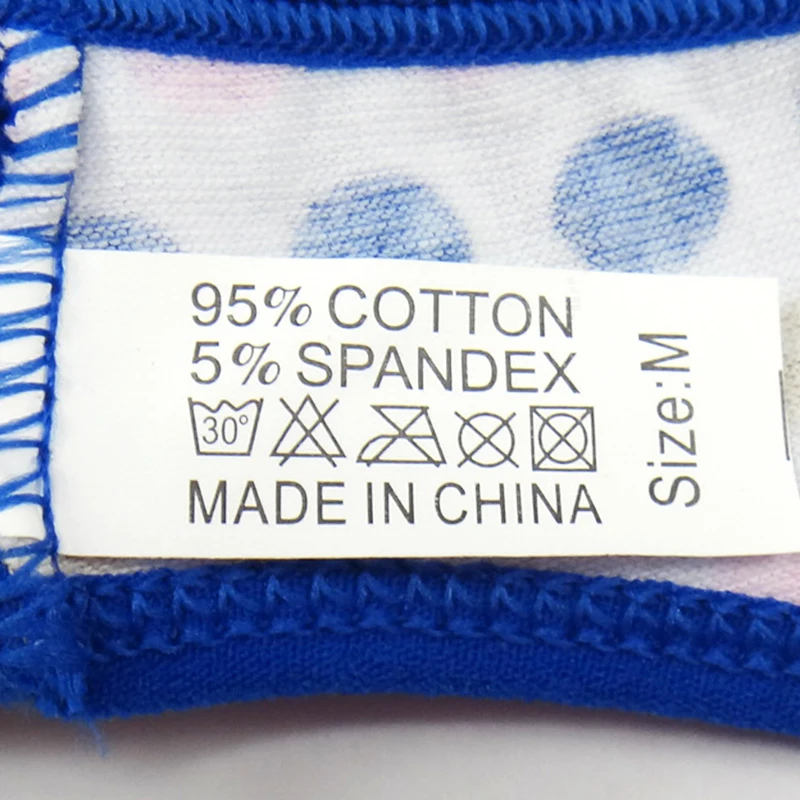 95% COTTON
5% SPANDEX
30°
MADE IN CHINA
Size:M